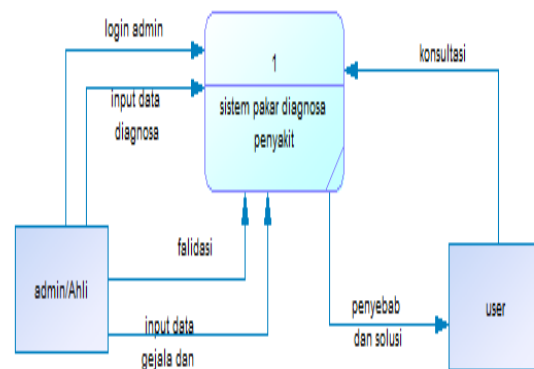 login admin
1
konsultasi
input data
diagnosa
sistem pakar diagnosa
penyakit
falidasi
admin/Ahli
user
input data
gejala dan
penyebab
dan solusi